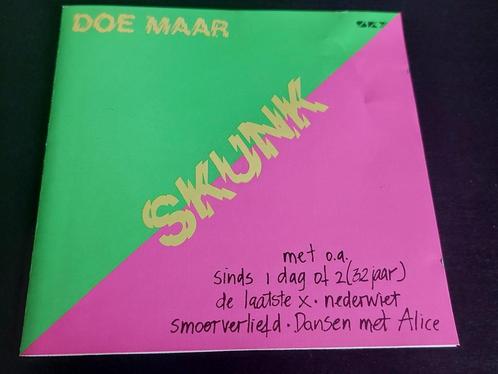 DOE MAAR
SKUNK
met o.a.
sinds 1 dag of 2 (32 jaar)
de laatste x · nederwiet
smoorverliefd · Dansen met Alice